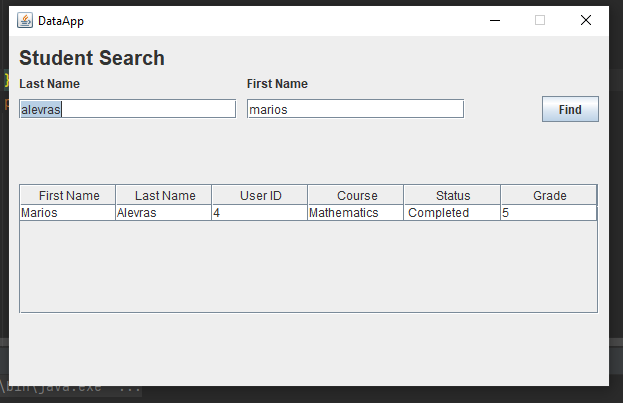 DataApp
Student Search
Last Name First Name
alevras marios Find
First Name Last Name User ID Course Status Grade
Marios Alevras 4 Mathematics Completed 5
\bin\java.exe" ...